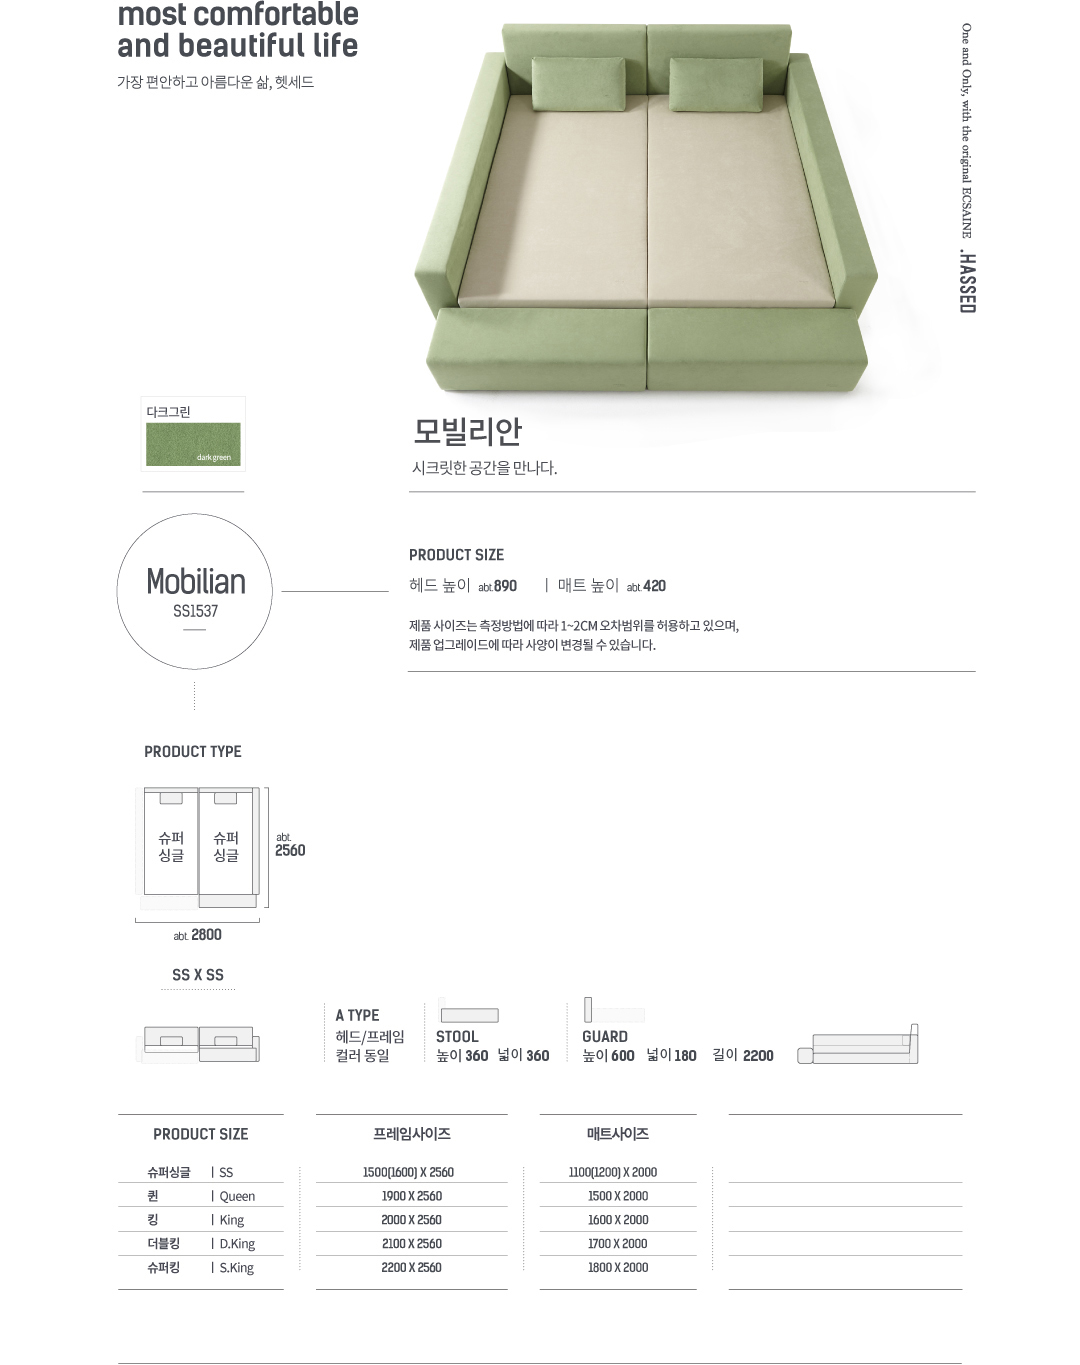 most comfortable
and beautiful life
가장 편안하고 아름다운 삶, 헷세드
One and Only, with the original ECSAINE .HASSED
다크그린
dark green
모빌리안
시크릿한 공간을 만나다.
Mobilian
SS1537
PRODUCT SIZE
헤드 높이 abt.890 | 매트 높이 abt.420
제품 사이즈는 측정방법에 따라 1~2CM 오차범위를 허용하고 있으며,
제품 업그레이드에 따라 사양이 변경될 수 있습니다.
PRODUCT TYPE
슈퍼 싱글
슈퍼 싱글
abt.
2560
abt. 2800
SS X SS
A TYPE
헤드/프레임
컬러 동일
STOOL
높이 360 넓이 360
GUARD
높이 600 넓이 180 길이 2200
PRODUCT SIZE 프레임사이즈 매트사이즈
슈퍼싱글 | SS 1500(1600) X 2560 1100(1200) X 2000
퀸 | Queen 1900 X 2560 1500 X 2000
킹 | King 2000 X 2560 1600 X 2000
더블킹 | D.King 2100 X 2560 1700 X 2000
슈퍼킹 | S.King 2200 X 2560 1800 X 2000